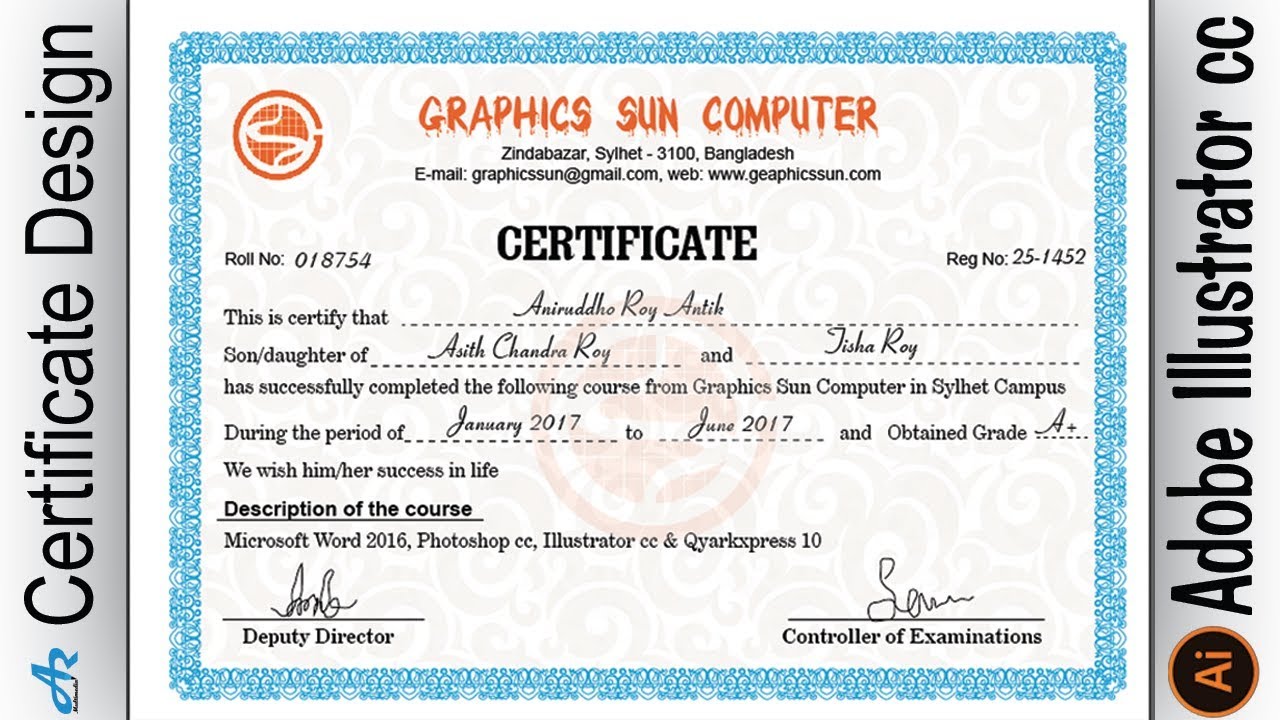 Certificate Design
AR
Multimedia
GRAPHICS SUN COMPUTER
Zindabazar, Sylhet - 3100, Bangladesh
E-mail: graphicssun@gmail.com, web: www.geaphicssun.com
CERTIFICATE
Roll No: 018754
Reg No: 25-1452
This is certify that Aniruddho Roy Antik
Son/daughter of Asith Chandra Roy and Tisha Roy
has successfully completed the following course from Graphics Sun Computer in Sylhet Campus
During the period of January 2017 to June 2017 and Obtained Grade A+
We wish him/her success in life
Description of the course
Microsoft Word 2016, Photoshop cc, Illustrator cc & Qyarkxpress 10
Deputy Director
Controller of Examinations
Adobe Illustrator cc
Ai